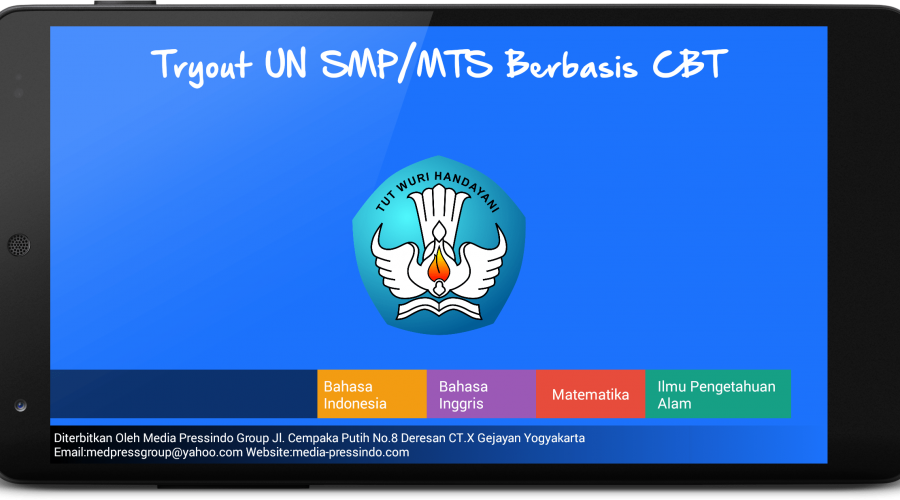 Tryout UN SMP/MTS Berbasis CBT
TUT WURI HANDAYANI
Bahasa
Indonesia
Bahasa
Inggris
Matematika
Ilmu Pengetahuan
Alam
Diterbitkan Oleh Media Pressindo Group Jl. Cempaka Putih No.8 Deresan CT.X Gejayan Yogyakarta
Email:medpressgroup@yahoo.com Website:media-pressindo.com